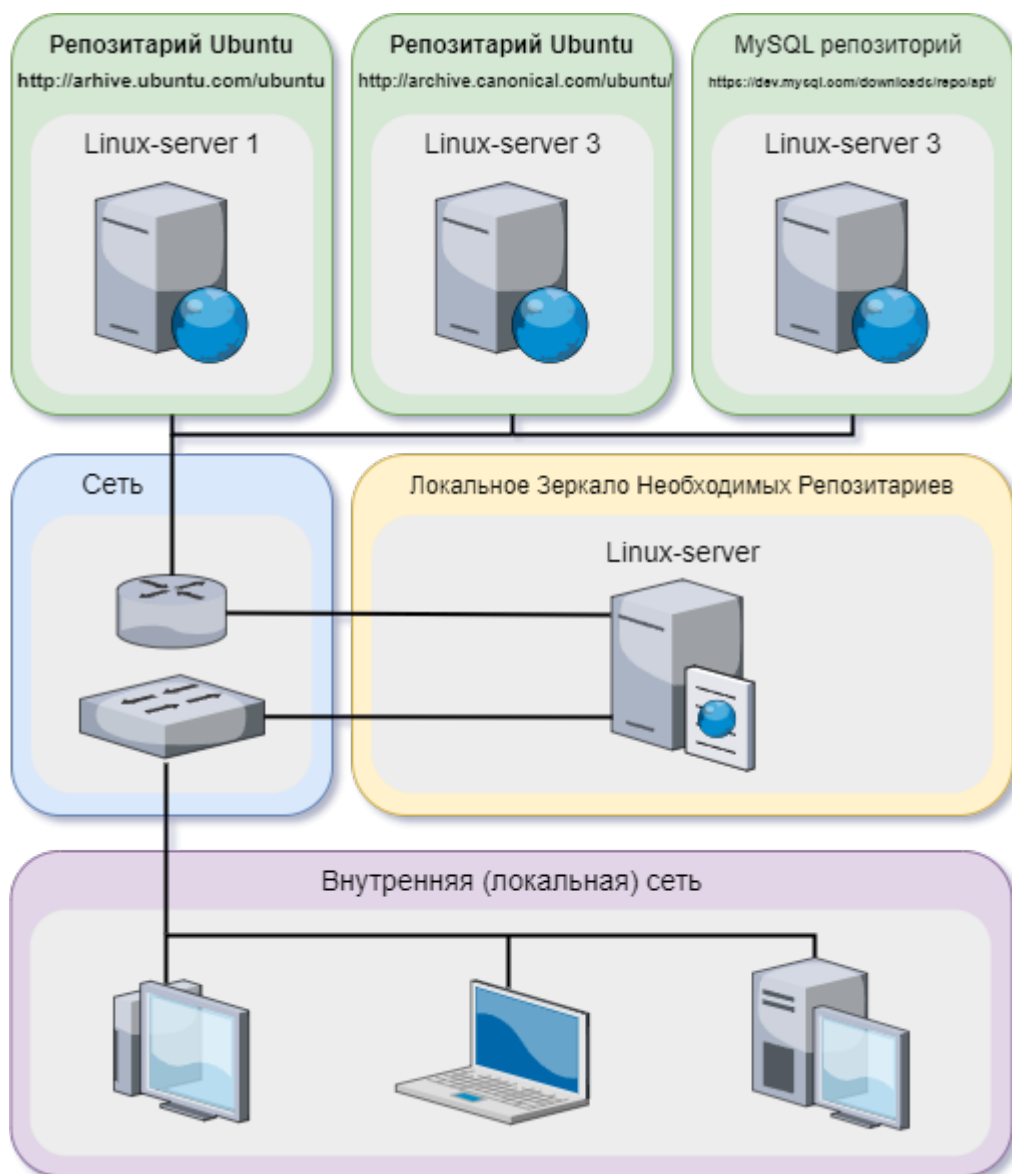 Репозитарий Ubuntu
http://arhive.ubuntu.com/ubuntu
Linux-server 1
Репозитарий Ubuntu
http://archive.canonical.com/ubuntu/
Linux-server 3
MySQL репозиторий
https://dev.mysql.com/downloads/repo/apt/
Linux-server 3
Сеть
Локальное Зеркало Необходимых Репозитариев
Linux-server
Внутренняя (локальная) сеть